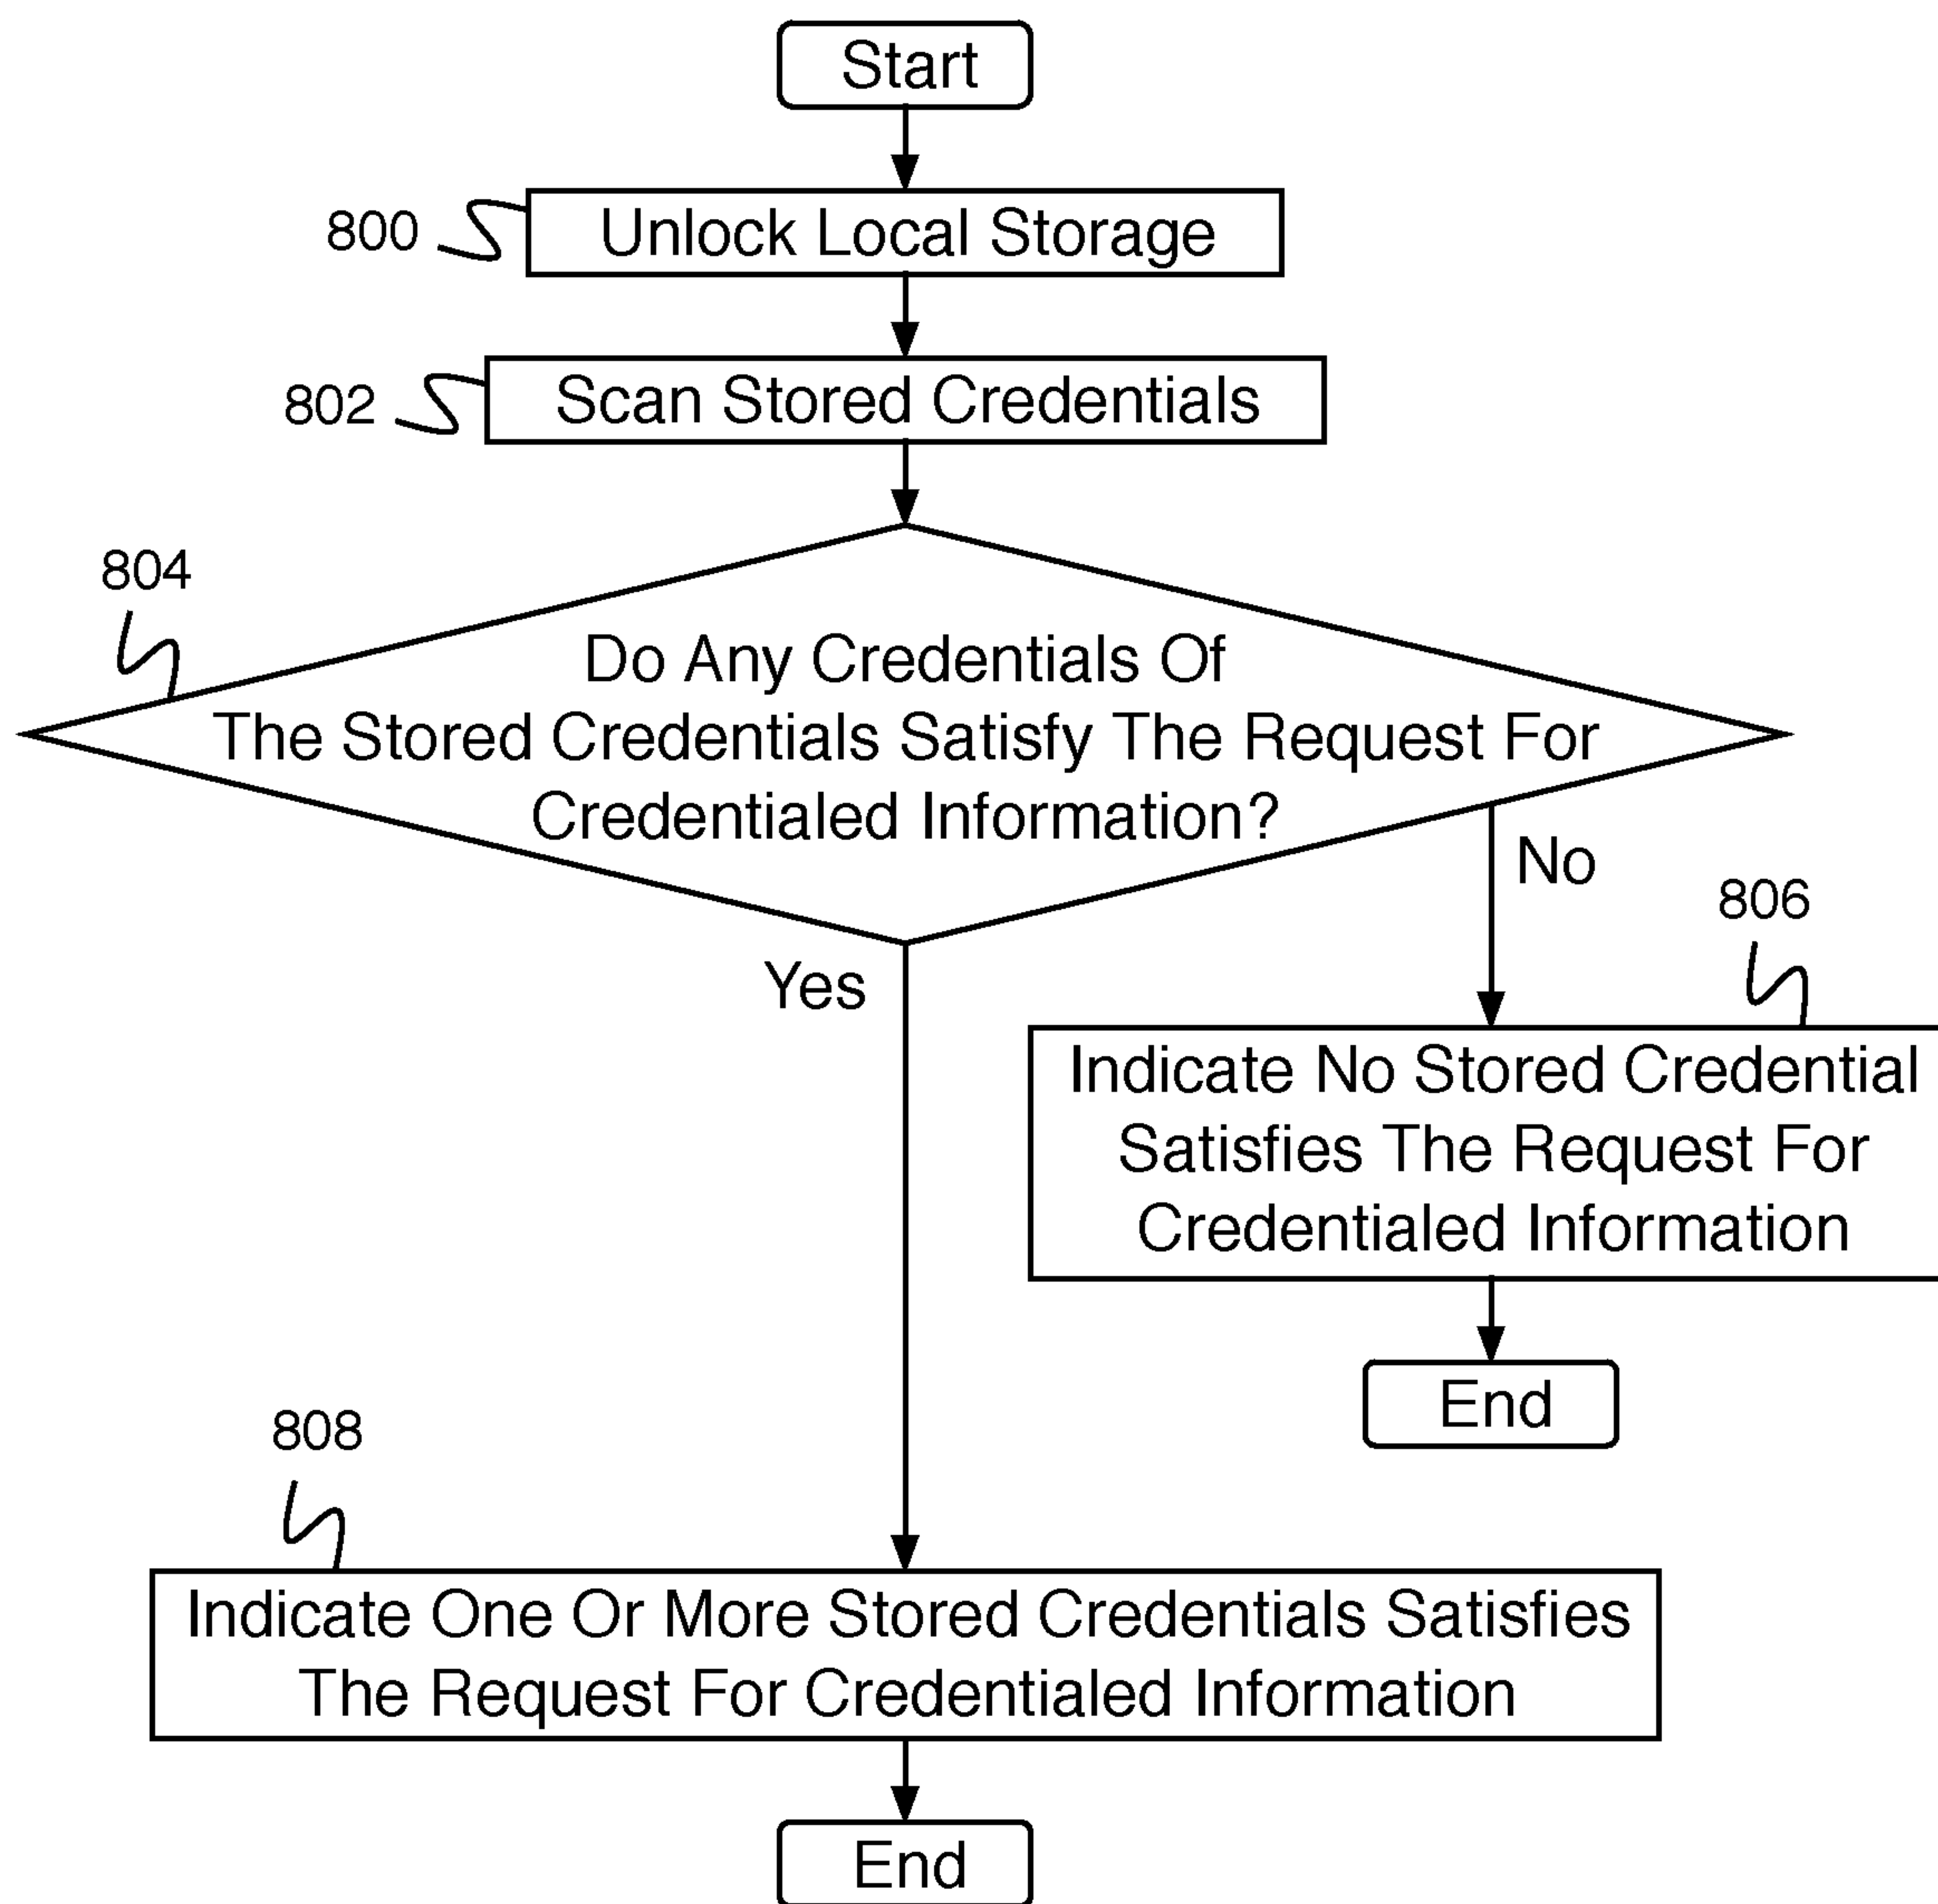 Start
800
Unlock Local Storage
802
Scan Stored Credentials
804
Do Any Credentials Of
The Stored Credentials Satisfy The Request For
Credentialed Information?
No
806
Yes
Indicate No Stored Credential
Satisfies The Request For
Credentialed Information
End
808
Indicate One Or More Stored Credentials Satisfies
The Request For Credentialed Information
End